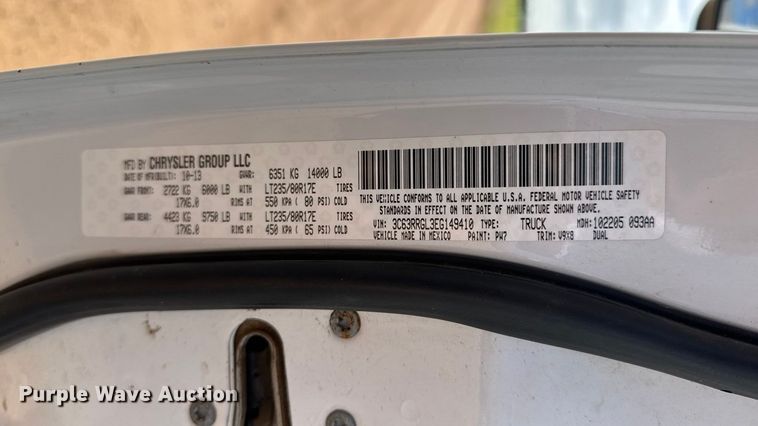 MFD BY CHRYSLER GROUP LLC
DATE OF MFR(BUILT): 10-13 GVWR: 6351 KG 14000 LB
GAWR FRONT: 2722 KG 6000 LB WITH LT235/80R17E TIRES
17X6.0 RIMS AT 550 KPA ( 80 PSI) COLD
GAWR REAR: 4423 KG 9750 LB WITH LT235/80R17E TIRES
17X6.0 RIMS AT 450 KPA ( 65 PSI) COLD
THIS VEHICLE CONFORMS TO ALL APPLICABLE U.S.A. FEDERAL MOTOR VEHICLE SAFETY
STANDARDS IN EFFECT ON THE DATE OF MANUFACTURE SHOWN ABOVE.
VIN: 3C63RRGL3EG149410 TYPE: TRUCK MDH:102205 093AA
VEHICLE MADE IN MEXICO PAINT: PW7 TRIM: V9X8 DUAL
Purple Wave Auction